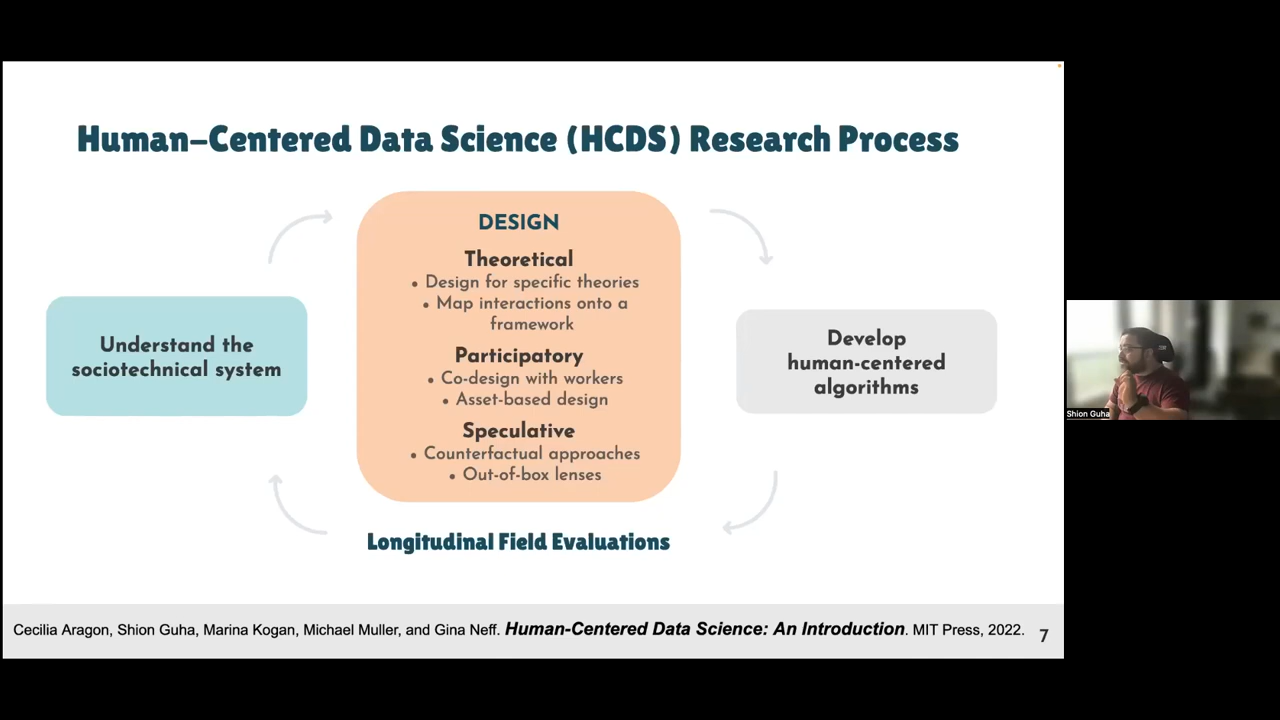 Human-Centered Data Science (HCDS) Research Process
DESIGN
Theoretical
• Design for specific theories
• Map interactions onto a
framework
Participatory
• Co-design with workers
• Asset-based design
Speculative
• Counterfactual approaches
• Out-of-box lenses
Understand the
sociotechnical system
Develop
human-centered
algorithms
Longitudinal Field Evaluations
Cecilia Aragon, Shion Guha, Marina Kogan, Michael Muller, and Gina Neff. Human-Centered Data Science: An Introduction. MIT Press, 2022.
7
Shion Guha